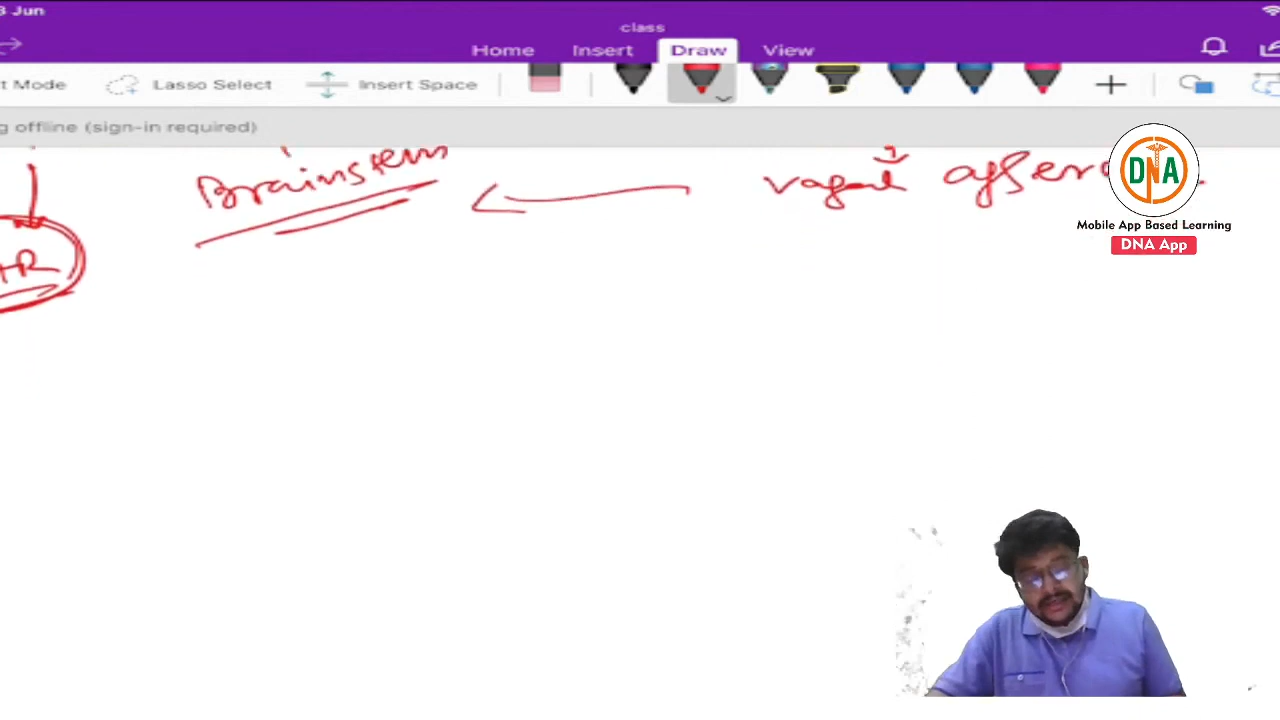 3 Jun
class
Home Insert Draw View
t Mode Lasso Select Insert Space
g offline (sign-in required)
Brainstem ← vagal
DNA
Mobile App Based Learning
DNA App
HR